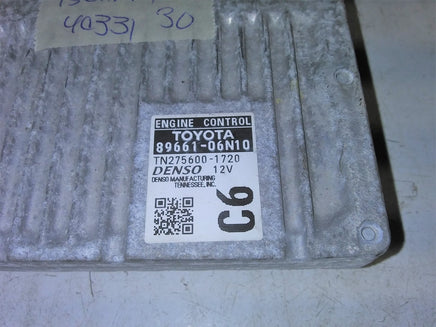 40331 30
ENGINE CONTROL
TOYOTA
89661-06N10
TN275600-1720
DENSO 12V
DENSO MANUFACTURING
TENNESSEE, INC.
C6